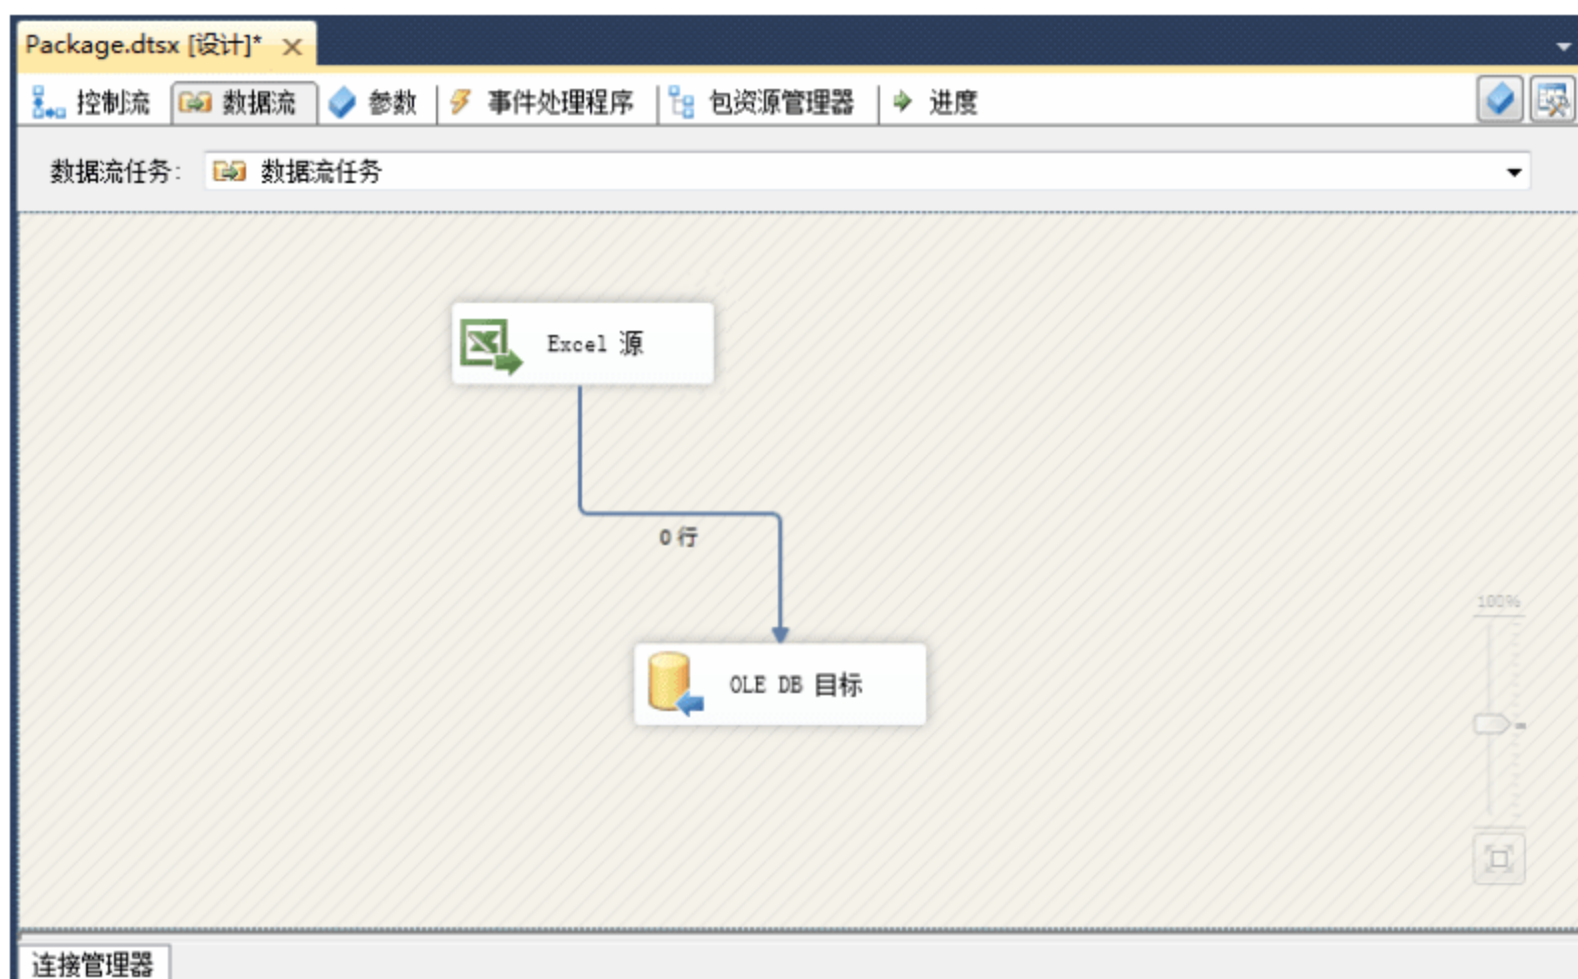 Package.dtsx [设计]*
控制流 数据流 参数 事件处理程序 包资源管理器 进度
数据流任务: 数据流任务
Excel 源
0 行
100%
OLE DB 目标
连接管理器